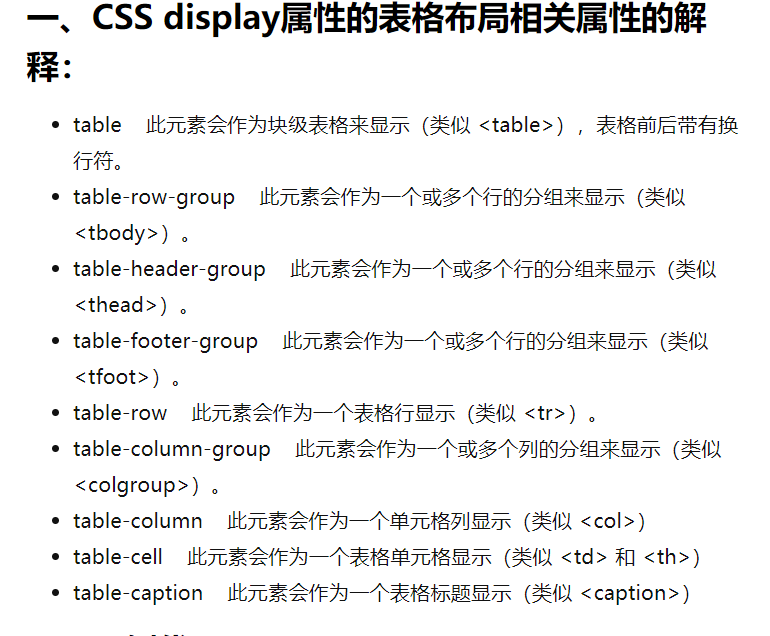 一、CSS display属性的表格布局相关属性的解
释：
table 此元素会作为块级表格来显示（类似 <table>），表格前后带有换
行符。
table-row-group 此元素会作为一个或多个行的分组来显示（类似
<tbody>）。
table-header-group 此元素会作为一个或多个行的分组来显示（类似
<thead>）。
table-footer-group 此元素会作为一个或多个行的分组来显示（类似
<tfoot>）。
table-row 此元素会作为一个表格行显示（类似 <tr>）。
table-column-group 此元素会作为一个或多个列的分组来显示（类似
<colgroup>）。
table-column 此元素会作为一个单元格列显示（类似 <col>）
table-cell 此元素会作为一个表格单元格显示（类似 <td> 和 <th>）
table-caption 此元素会作为一个表格标题显示（类似 <caption>）